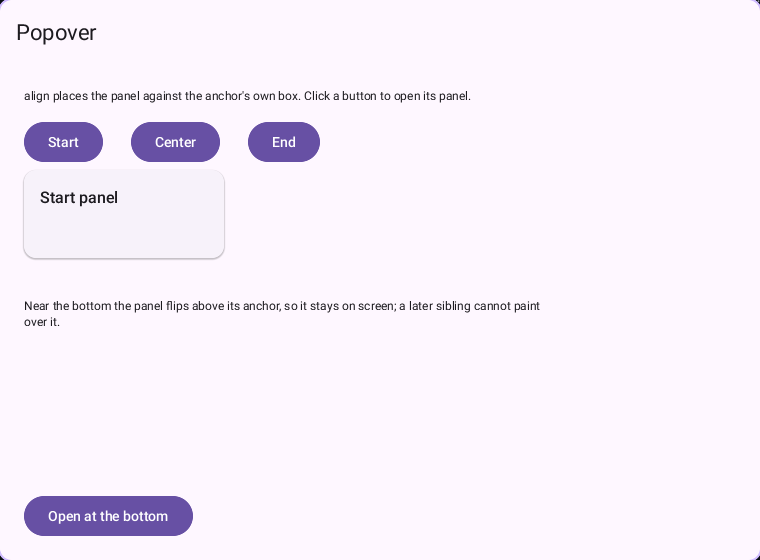 Popover
align places the panel against the anchor's own box. Click a button to open its panel.
Start
Center
End
Start panel
Near the bottom the panel flips above its anchor, so it stays on screen; a later sibling cannot paint
over it.
Open at the bottom